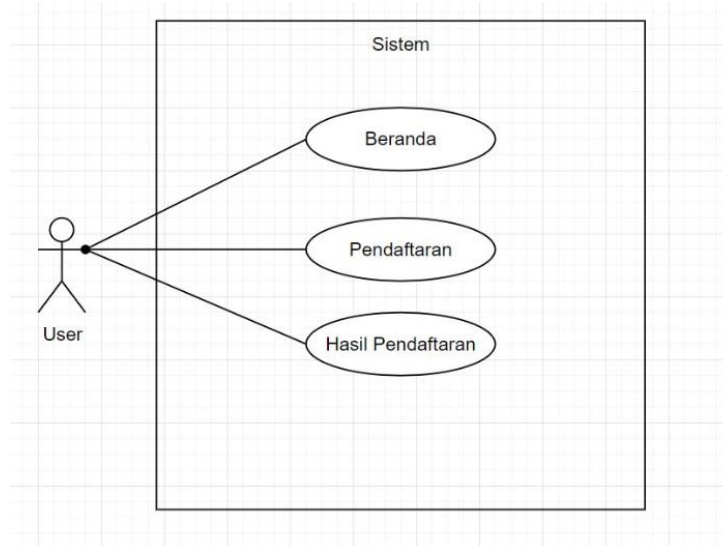 Sistem
Beranda
Pendaftaran
Hasil Pendaftaran
User